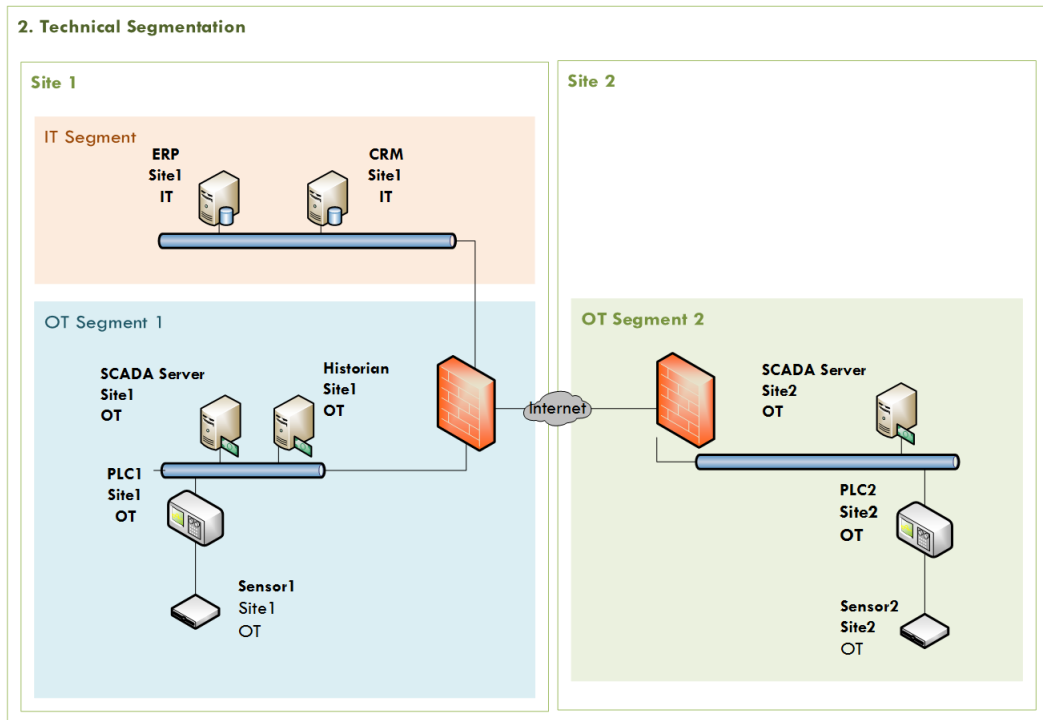 2. Technical Segmentation
Site 1
IT Segment
ERP
Site1
IT
CRM
Site1
IT
OT Segment 1
SCADA Server
Site1
OT
Historian
Site1
OT
PLC1
Site1
OT
Sensor1
Site1
OT
Internet
Site 2
OT Segment 2
SCADA Server
Site2
OT
PLC2
Site2
OT
Sensor2
Site2
OT